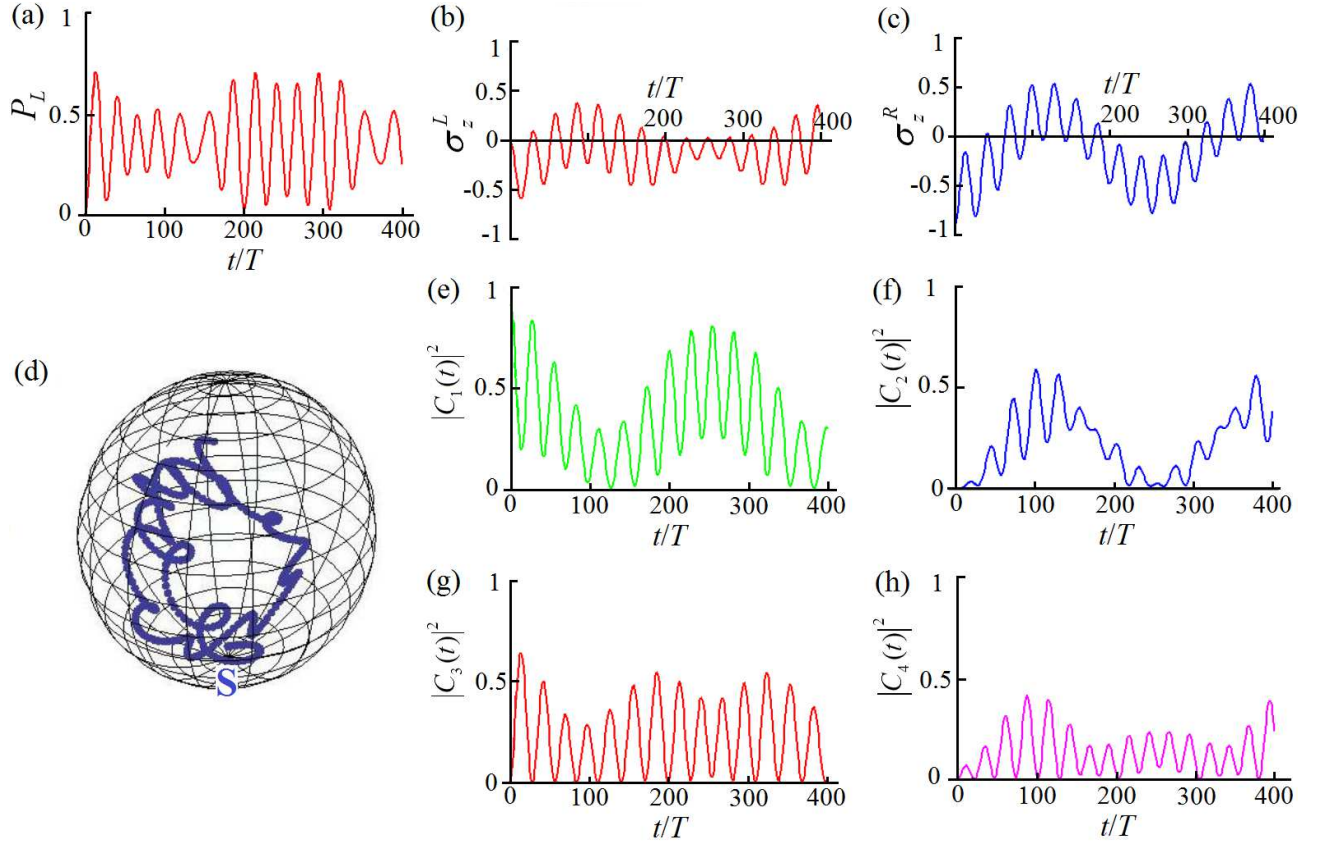 (a)
1
0.5
0
P_L
0 100 200 300 400
t/T
(b)
1
0.5
0
-0.5
-1
σ_z^L
t/T
200 300 400
(c)
1
0.5
0
-0.5
-1
σ_z^R
t/T
200 300 400
(d)
S
(e)
1
0.5
0
|C_1(t)|^2
0 100 200 300 400
t/T
(f)
1
0.5
0
|C_2(t)|^2
0 100 200 300 400
t/T
(g)
1
0.5
0
|C_3(t)|^2
0 100 200 300 400
t/T
(h)
1
0.5
0
|C_4(t)|^2
0 100 200 300 400
t/T